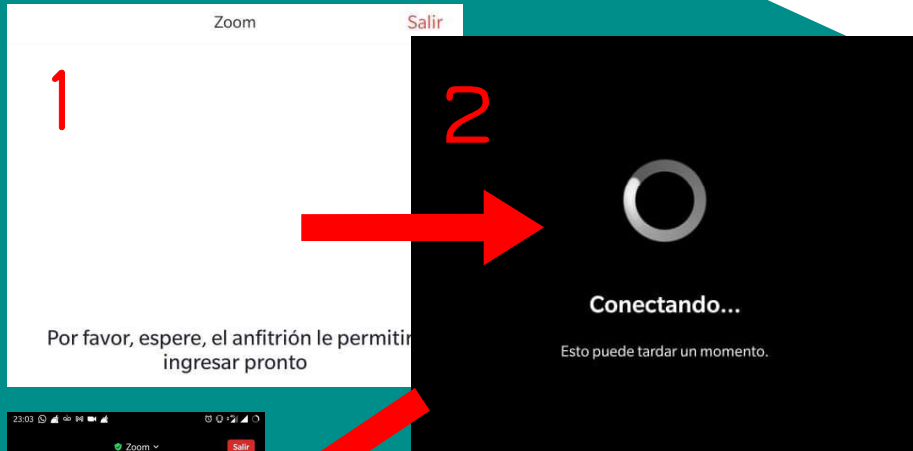 Zoom
Salir
1
2
Conectando...
Esto puede tardar un momento.
Por favor, espere, el anfitrión le permitir
ingresar pronto
23:03
Zoom
Salir